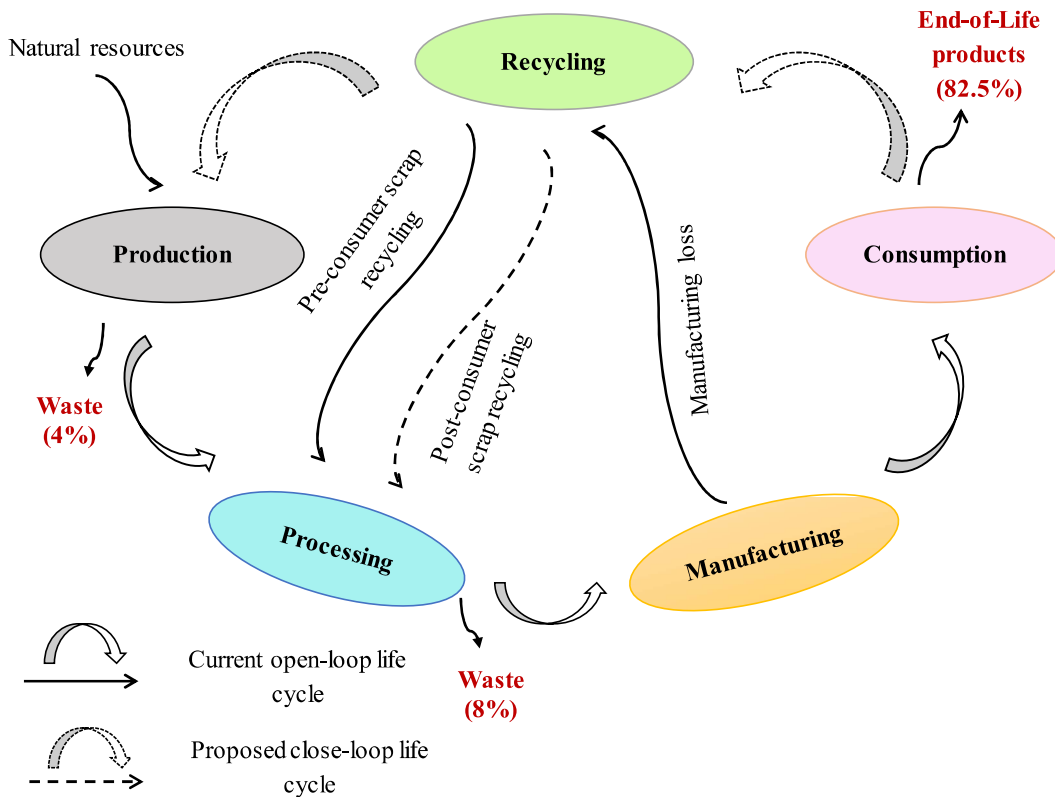 Natural resources
End-of-Life
products
(82.5%)
Recycling
Production
Consumption
Pre-consumer scrap
recycling
Post-consumer
scrap recycling
Manufacturing loss
Waste
(4%)
Processing
Manufacturing
Waste
(8%)
Current open-loop life
cycle
Proposed close-loop life
cycle